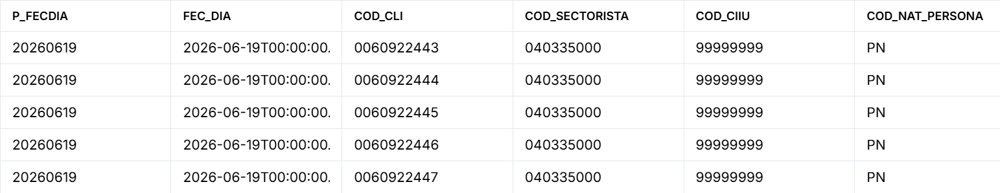 P_FECDIA FEC_DIA COD_CLI COD_SECTORISTA COD_CIIU COD_NAT_PERSONA
20260619 2026-06-19T00:00:00. 0060922443 040335000 99999999 PN
20260619 2026-06-19T00:00:00. 0060922444 040335000 99999999 PN
20260619 2026-06-19T00:00:00. 0060922445 040335000 99999999 PN
20260619 2026-06-19T00:00:00. 0060922446 040335000 99999999 PN
20260619 2026-06-19T00:00:00. 0060922447 040335000 99999999 PN